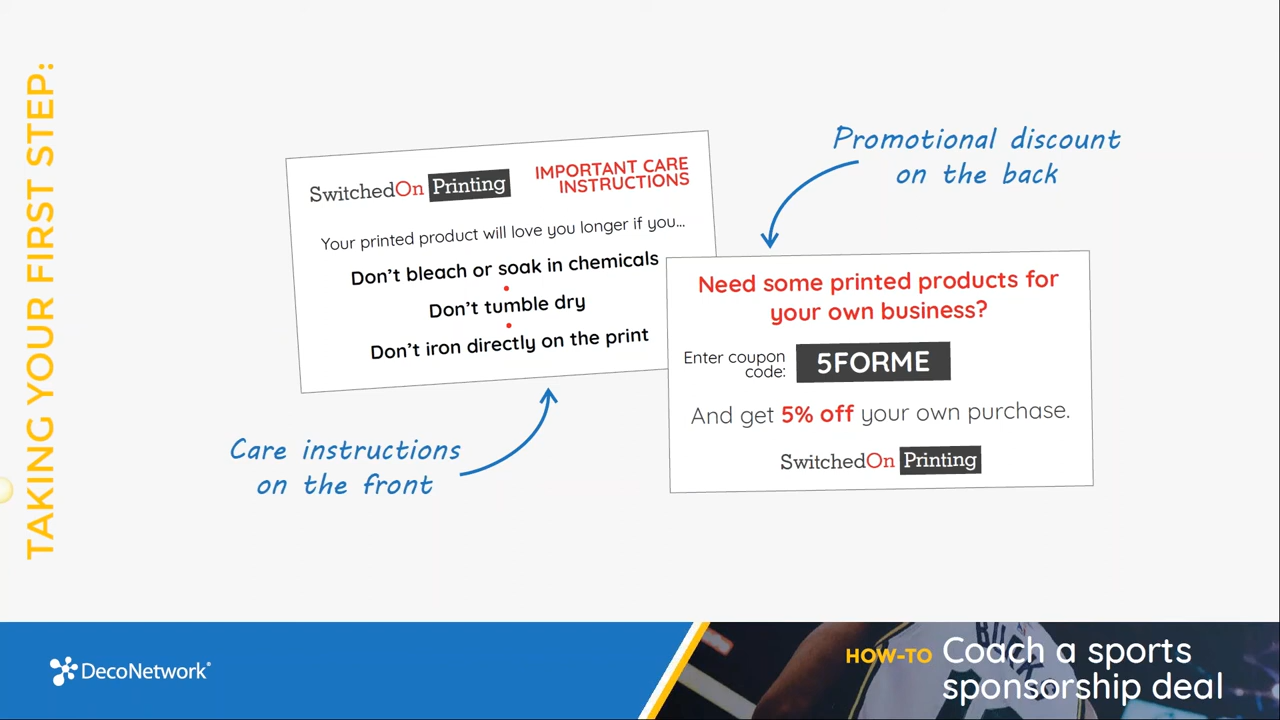 TAKING YOUR FIRST STEP:
SwitchedOn Printing
IMPORTANT CARE
INSTRUCTIONS
Your printed product will love you longer if you...
Don't bleach or soak in chemicals
Don't tumble dry
Don't iron directly on the print
Care instructions
on the front
Promotional discount
on the back
Need some printed products for
your own business?
Enter coupon
code:
5FORME
And get 5% off your own purchase.
SwitchedOn Printing
DecoNetwork®
HOW-TO Coach a sports
sponsorship deal